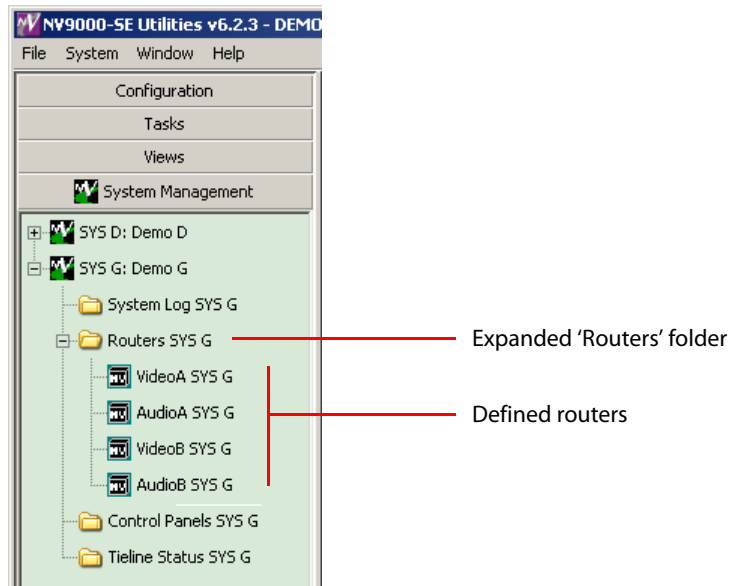 NV9000-SE Utilities v6.2.3 - DEMO
File System Window Help
Configuration
Tasks
Views
System Management
SYS D: Demo D
SYS G: Demo G
System Log SYS G
Routers SYS G
Expanded ‘Routers’ folder
VideoA SYS G
AudioA SYS G
Defined routers
VideoB SYS G
AudioB SYS G
Control Panels SYS G
Tieline Status SYS G